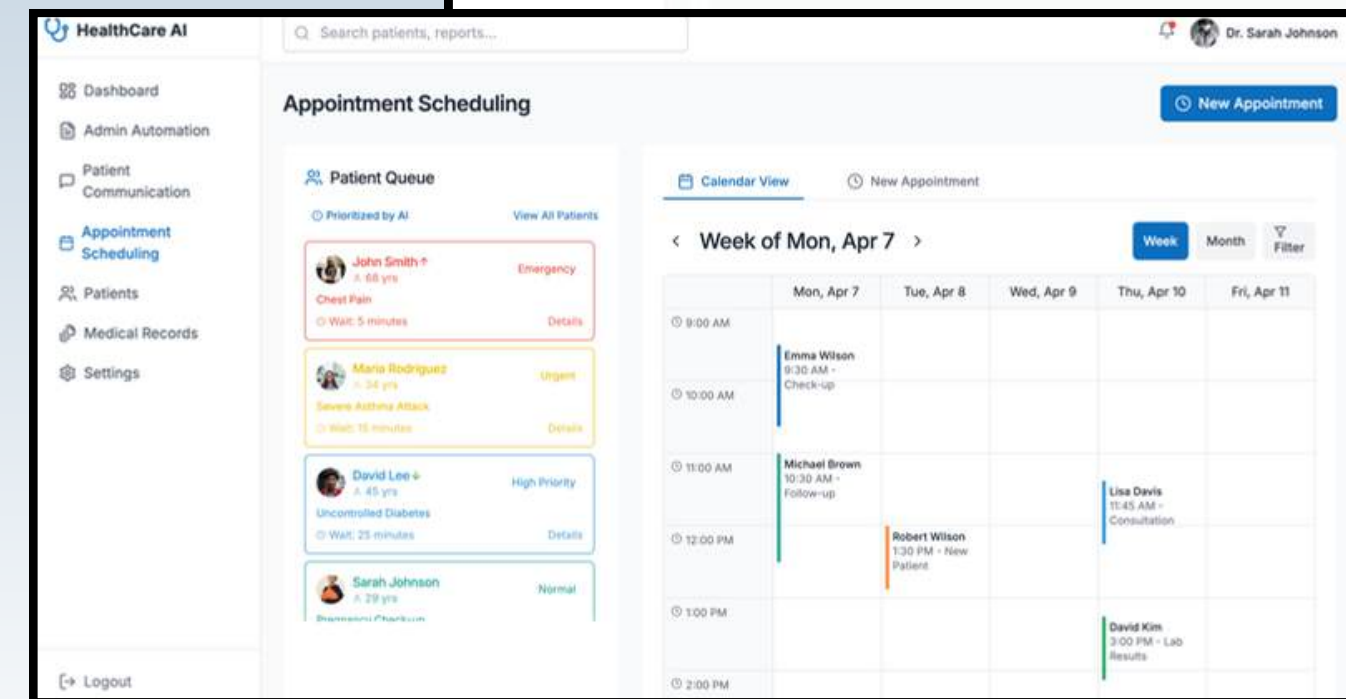 HealthCare AI
Search patients, reports...
Dr. Sarah Johnson
Dashboard
Admin Automation
Patient
Communication
Appointment
Scheduling
Patients
Medical Records
Settings
Logout
Appointment Scheduling
New Appointment
Patient Queue
Prioritized by AI
View All Patients
John Smith ↑
68 yrs
Emergency
Chest Pain
Wait: 5 minutes
Details
Maria Rodriguez
34 yrs
Urgent
Severe Asthma Attack
Wait: 15 minutes
Details
David Lee ↓
45 yrs
High Priority
Uncontrolled Diabetes
Wait: 25 minutes
Details
Sarah Johnson
29 yrs
Normal
Pregnancy Check-up
Calendar View
New Appointment
< Week of Mon, Apr 7 >
Week
Month
Filter
Mon, Apr 7
Tue, Apr 8
Wed, Apr 9
Thu, Apr 10
Fri, Apr 11
9:00 AM
Emma Wilson
9:30 AM -
Check-up
10:00 AM
11:00 AM
Michael Brown
10:30 AM -
Follow-up
Lisa Davis
11:45 AM -
Consultation
12:00 PM
Robert Wilson
1:30 PM - New
Patient
1:00 PM
David Kim
3:00 PM - Lab
Results
2:00 PM